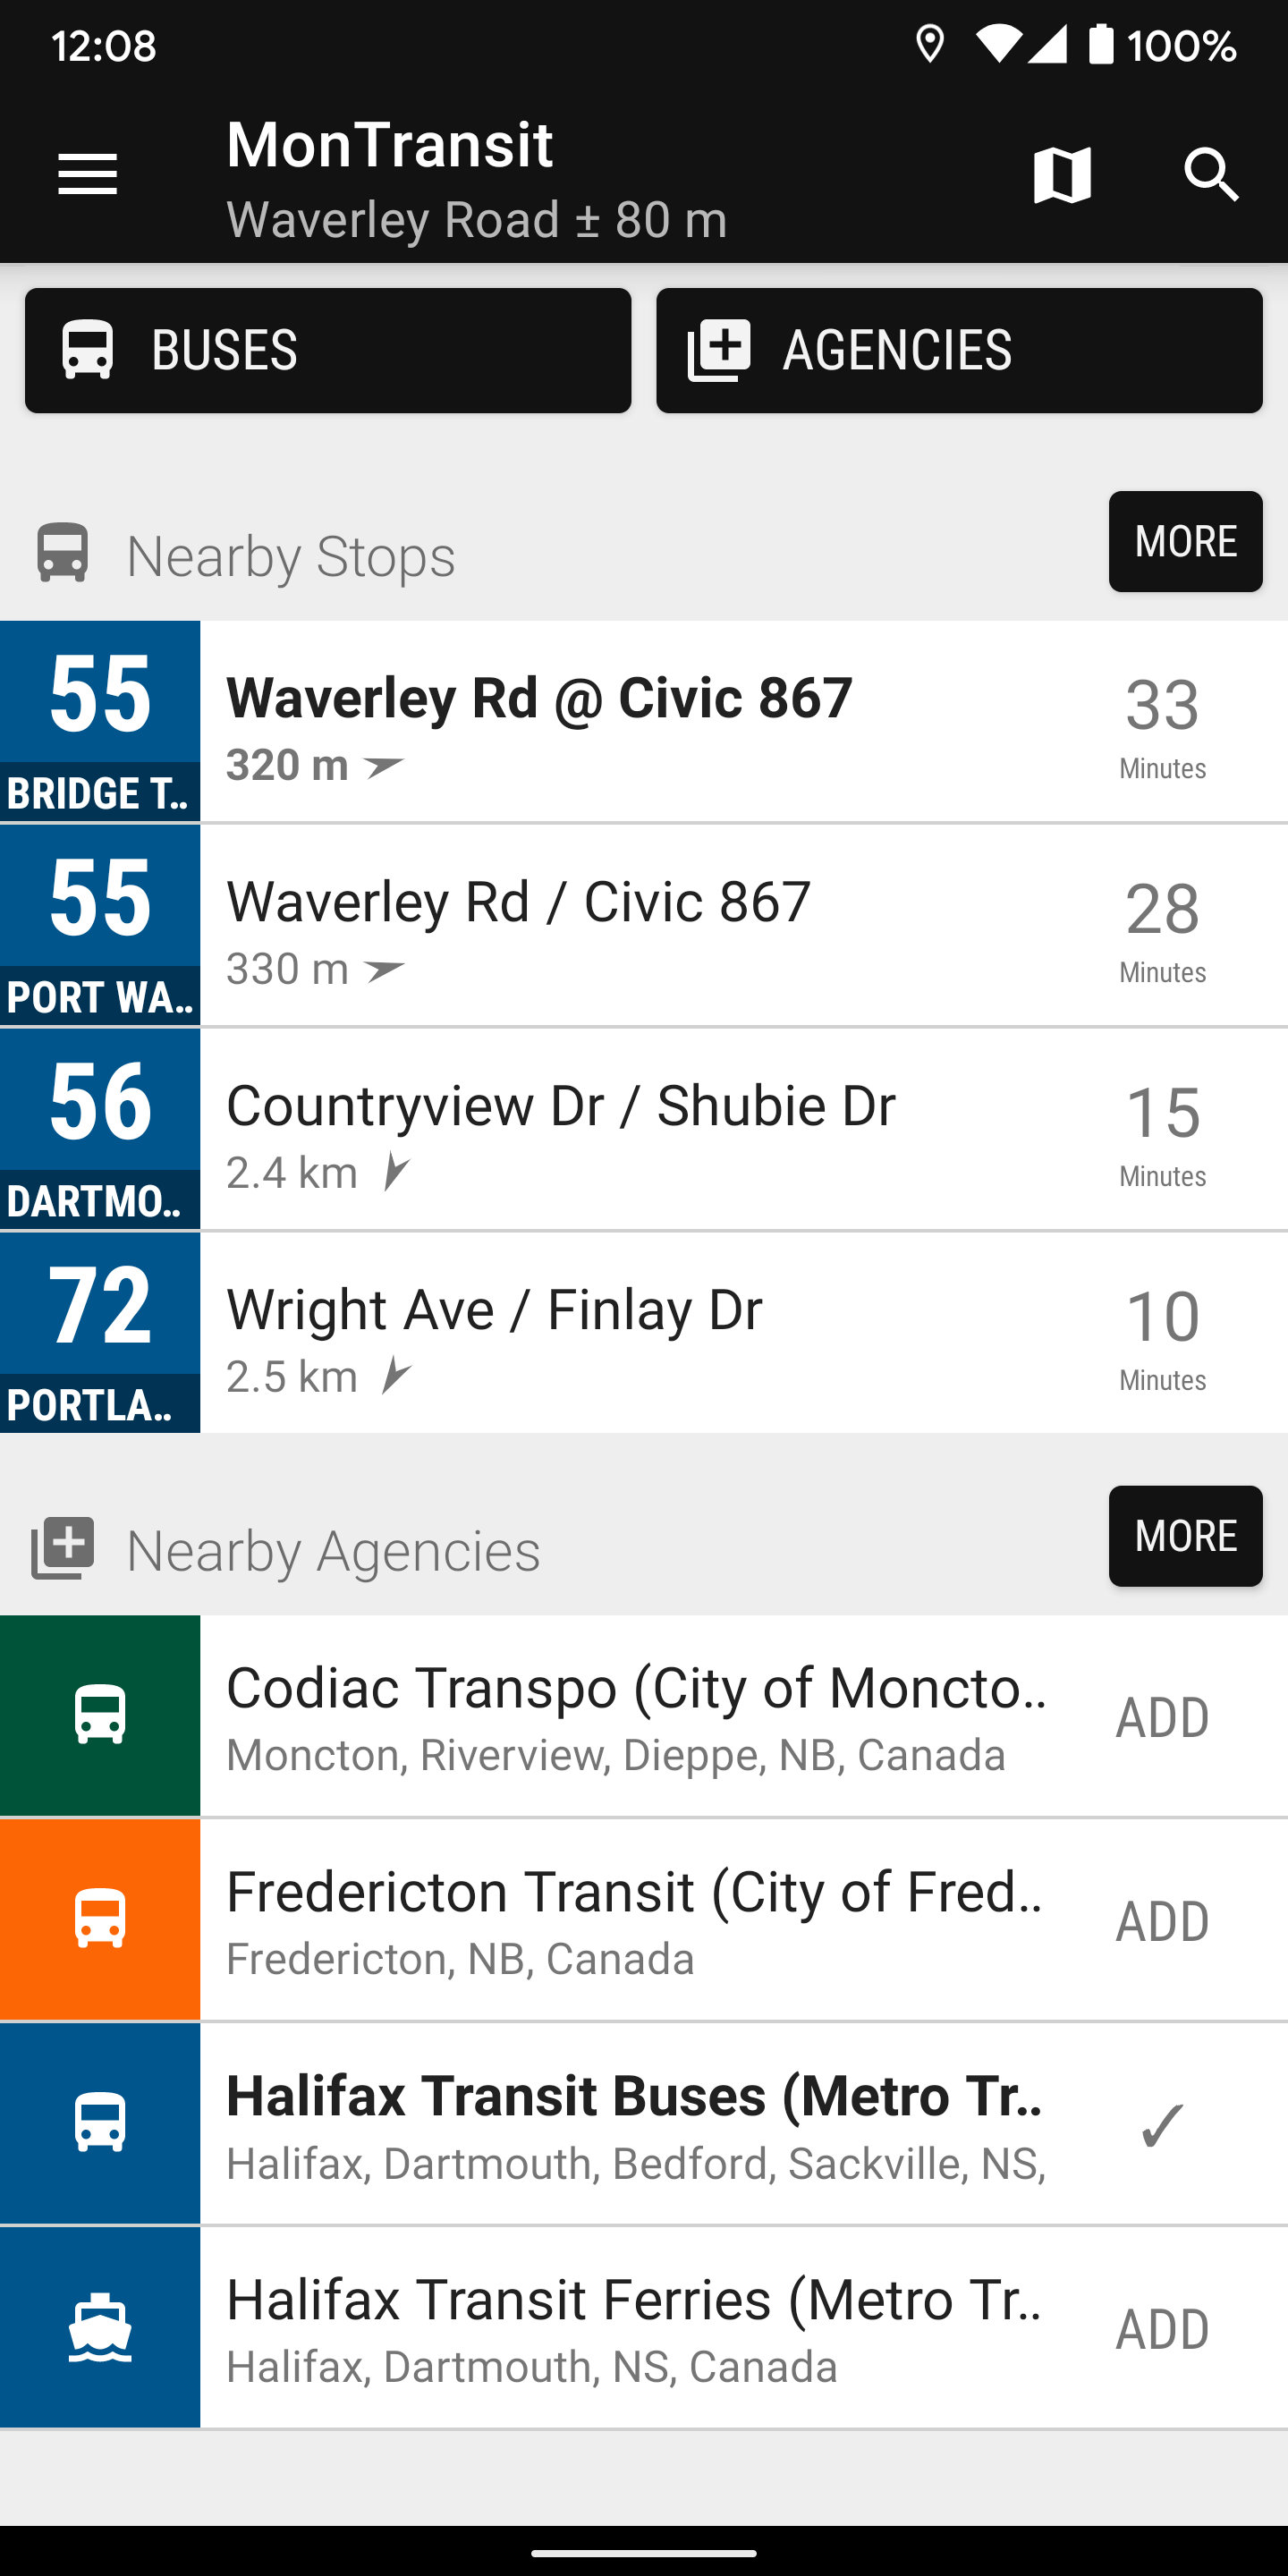 12:08
100%
MonTransit
Waverley Road ± 80 m
BUSES
AGENCIES
Nearby Stops
MORE
55
BRIDGE T..
Waverley Rd @ Civic 867
320 m
33
Minutes
55
PORT WA..
Waverley Rd / Civic 867
330 m
28
Minutes
56
DARTMO..
Countryview Dr / Shubie Dr
2.4 km
15
Minutes
72
PORTLA..
Wright Ave / Finlay Dr
2.5 km
10
Minutes
Nearby Agencies
MORE
Codiac Transpo (City of Moncto..
Moncton, Riverview, Dieppe, NB, Canada
ADD
Fredericton Transit (City of Fred..
Fredericton, NB, Canada
ADD
Halifax Transit Buses (Metro Tr..
Halifax, Dartmouth, Bedford, Sackville, NS,
✓
Halifax Transit Ferries (Metro Tr..
Halifax, Dartmouth, NS, Canada
ADD